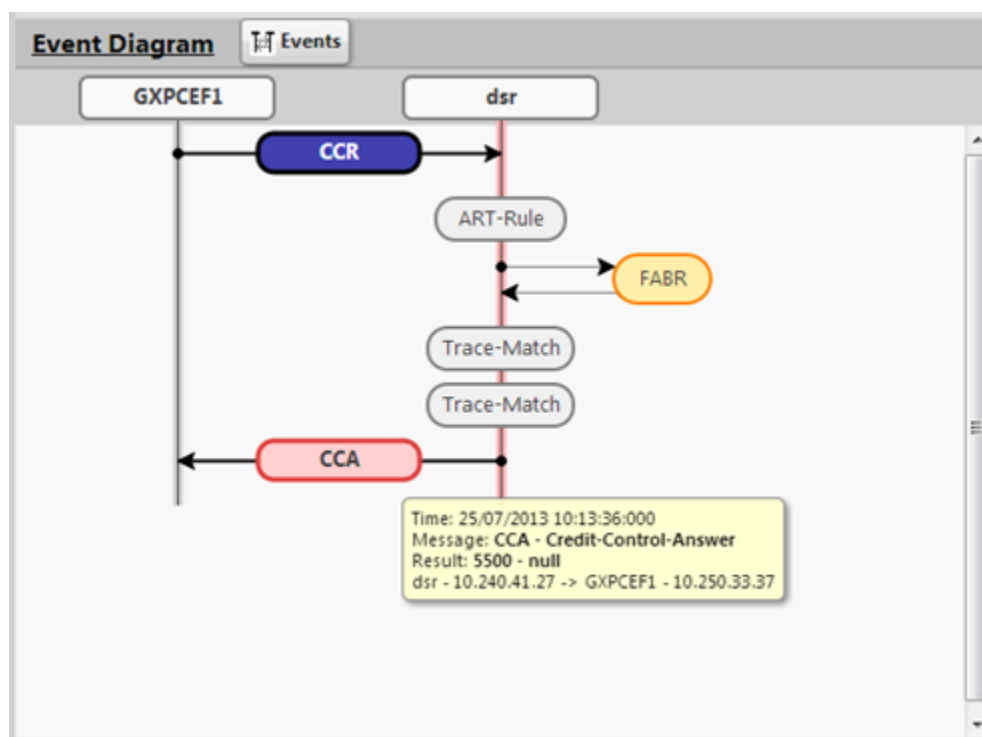 Event Diagram
Events
GXPCEF1
dsr
CCR
ART-Rule
FABR
Trace-Match
Trace-Match
CCA
Time: 25/07/2013 10:13:36:000
Message: CCA - Credit-Control-Answer
Result: 5500 - null
dsr - 10.240.41.27 -> GXPCEF1 - 10.250.33.37